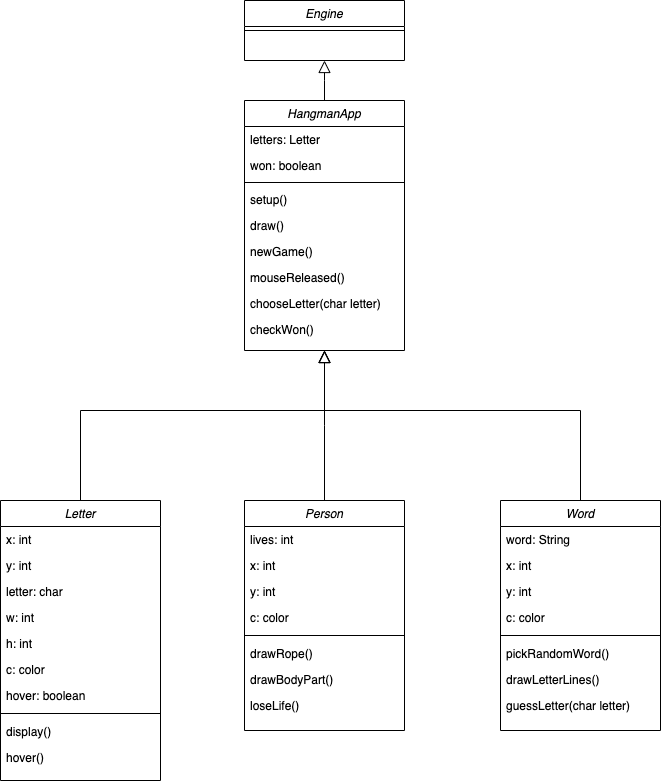 Engine
HangmanApp
letters: Letter
won: boolean
setup()
draw()
newGame()
mouseReleased()
chooseLetter(char letter)
checkWon()
Letter
x: int
y: int
letter: char
w: int
h: int
c: color
hover: boolean
display()
hover()
Person
lives: int
x: int
y: int
c: color
drawRope()
drawBodyPart()
loseLife()
Word
word: String
x: int
y: int
c: color
pickRandomWord()
drawLetterLines()
guessLetter(char letter)